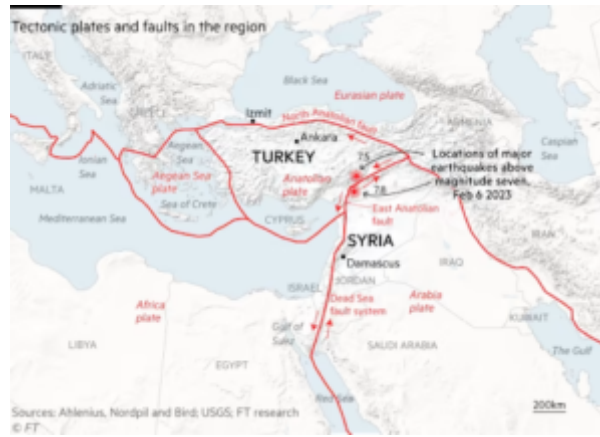 Tectonic plates and faults in the region
ITALY
Adriatic
Sea
Black Sea
Eurasian plate
GREECE
Izmit
North Anatolian fault
ARMENIA
Caspian
Sea
Ankara
TURKEY
Aegean
Sea
Ionian
Sea
Aegean Sea
plate
Anatolian
plate
7.5
7.8
Locations of major
earthquakes above
magnitude seven,
Feb 6 2023
MALTA
Sea of Crete
Mediterranean Sea
CYPRUS
East Anatolian
fault
IRAN
SYRIA
Damascus
IRAQ
ISRAEL
JORDAN
Africa
plate
Dead Sea
fault system
Arabia
plate
Gulf of
Suez
KUWAIT
LIBYA
EGYPT
SAUDI ARABIA
The Gulf
Red Sea
200km
Sources: Ahlenius, Nordpil and Bird; USGS; FT research
© FT